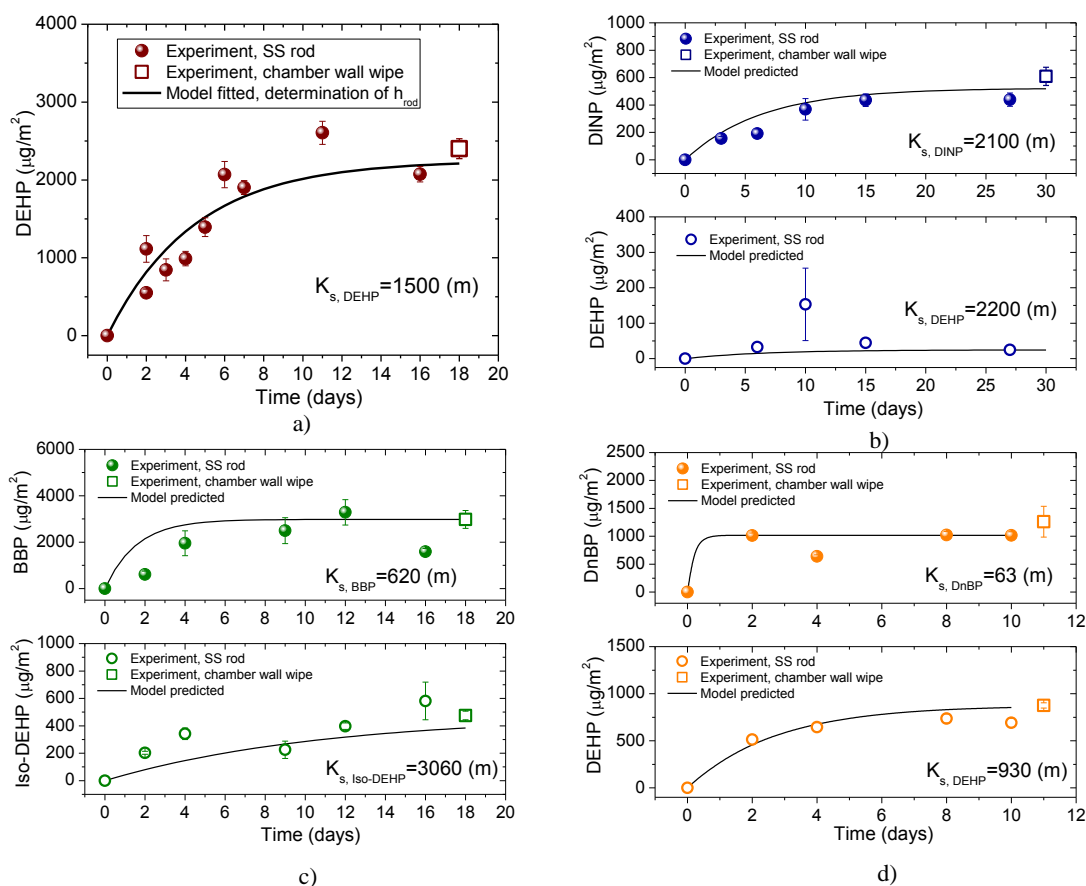 4000
3000
2000
1000
0
DEHP (µg/m²)
Experiment, SS rod
Experiment, chamber wall wipe
Model fitted, determination of h_rod
K_s, DEHP=1500 (m)
0 2 4 6 8 10 12 14 16 18 20
Time (days)
a)
1000
800
600
400
200
0
DINP (µg/m²)
Experiment, SS rod
Experiment, chamber wall wipe
Model predicted
K_s, DINP=2100 (m)
0 5 10 15 20 25 30
400
300
200
100
0
DEHP (µg/m²)
Experiment, SS rod
Model predicted
K_s, DEHP=2200 (m)
0 5 10 15 20 25 30
Time (days)
b)
6000
4000
2000
0
BBP (µg/m²)
Experiment, SS rod
Experiment, chamber wall wipe
Model predicted
K_s, BBP=620 (m)
0 2 4 6 8 10 12 14 16 18 20
1000
800
600
400
200
0
Iso-DEHP (µg/m²)
Experiment, SS rod
Experiment, chamber wall wipe
Model predicted
K_s, Iso-DEHP=3060 (m)
0 2 4 6 8 10 12 14 16 18 20
Time (days)
c)
2500
2000
1500
1000
500
0
DnBP (µg/m²)
Experiment, SS rod
Experiment, chamber wall wipe
Model predicted
K_s, DnBP=63 (m)
0 2 4 6 8 10 12
1500
1000
500
0
DEHP (µg/m²)
Experiment, SS rod
Experiment, chamber wall wipe
Model predicted
K_s, DEHP=930 (m)
0 2 4 6 8 10 12
Time (days)
d)